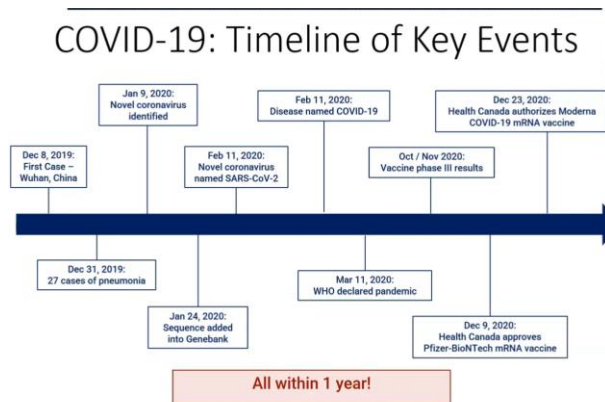 COVID-19: Timeline of Key Events
Jan 9, 2020:
Novel coronavirus
identified
Feb 11, 2020:
Disease named COVID-19
Dec 23, 2020:
Health Canada authorizes Moderna
COVID-19 mRNA vaccine
Dec 8, 2019:
First Case –
Wuhan, China
Feb 11, 2020:
Novel coronavirus
named SARS-CoV-2
Oct / Nov 2020:
Vaccine phase III results
Dec 31, 2019:
27 cases of pneumonia
Mar 11, 2020:
WHO declared pandemic
Jan 24, 2020:
Sequence added
into Genebank
Dec 9, 2020:
Health Canada approves
Pfizer-BioNTech mRNA vaccine
All within 1 year!